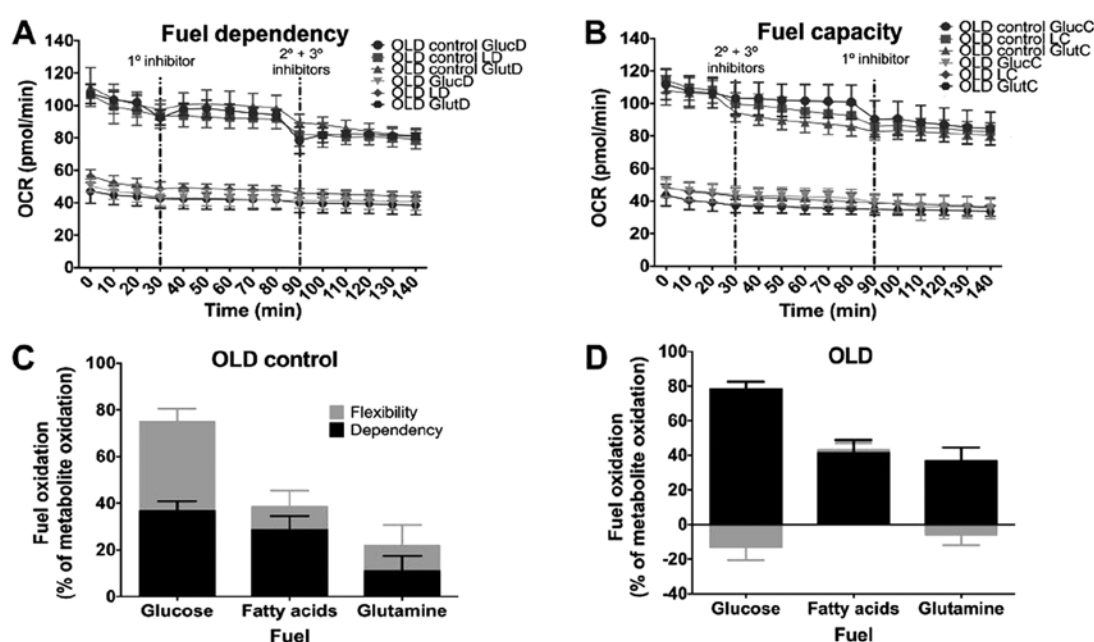 A
Fuel dependency
OCR (pmol/min)
140
120
100
80
60
40
20
0
1º inhibitor
2º + 3º
inhibitors
OLD control GlucD
OLD control LD
OLD control GlutD
OLD GlucD
OLD LD
OLD GlutD
0 10 20 30 40 50 60 70 80 90 100 110 120 130 140
Time (min)
B
Fuel capacity
OCR (pmol/min)
140
120
100
80
60
40
20
0
2º + 3º
inhibitors
1º inhibitor
OLD control GlucC
OLD control LC
OLD control GlutC
OLD GlucC
OLD LC
OLD GlutC
0 10 20 30 40 50 60 70 80 90 100 110 120 130 140
Time (min)
C
OLD control
Fuel oxidation
(% of metabolite oxidation)
100
80
60
40
20
0
Flexibility
Dependency
Glucose Fatty acids Glutamine
Fuel
D
OLD
Fuel oxidation
(% of metabolite oxidation)
100
80
60
40
20
0
-20
-40
Glucose Fatty acids Glutamine
Fuel